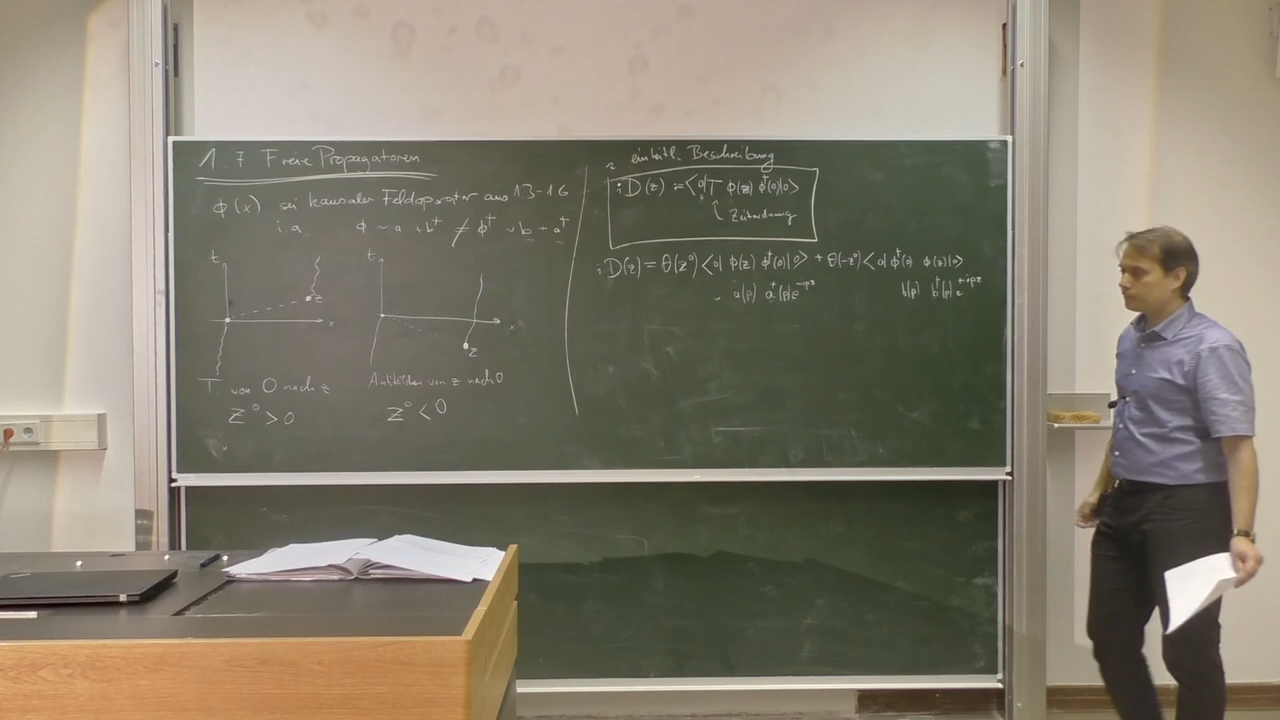 1.7 Freie Propagatoren
ϕ(x) sei kausaler Feldoperator aus 1.3-1.6
i.a. ϕ ~ a + b† ≠ ϕ† ~ b + a†
t
z
x
T. von 0 nach z
z⁰ > 0
t
x
z
Antiteilchen von z nach 0
z⁰ < 0
einheitl. Beschreibung
iD(z) := <0|T ϕ(z) ϕ†(0)|0>
↑
Zeitordnung
iD(z) = θ(z⁰) <0| ϕ(z) ϕ†(0)|0> + θ(-z⁰) <0| ϕ†(0) ϕ(z)|0>
~ a(p) a†(p) e^{-ipz}
b(p) b†(p) e^{+ipz}